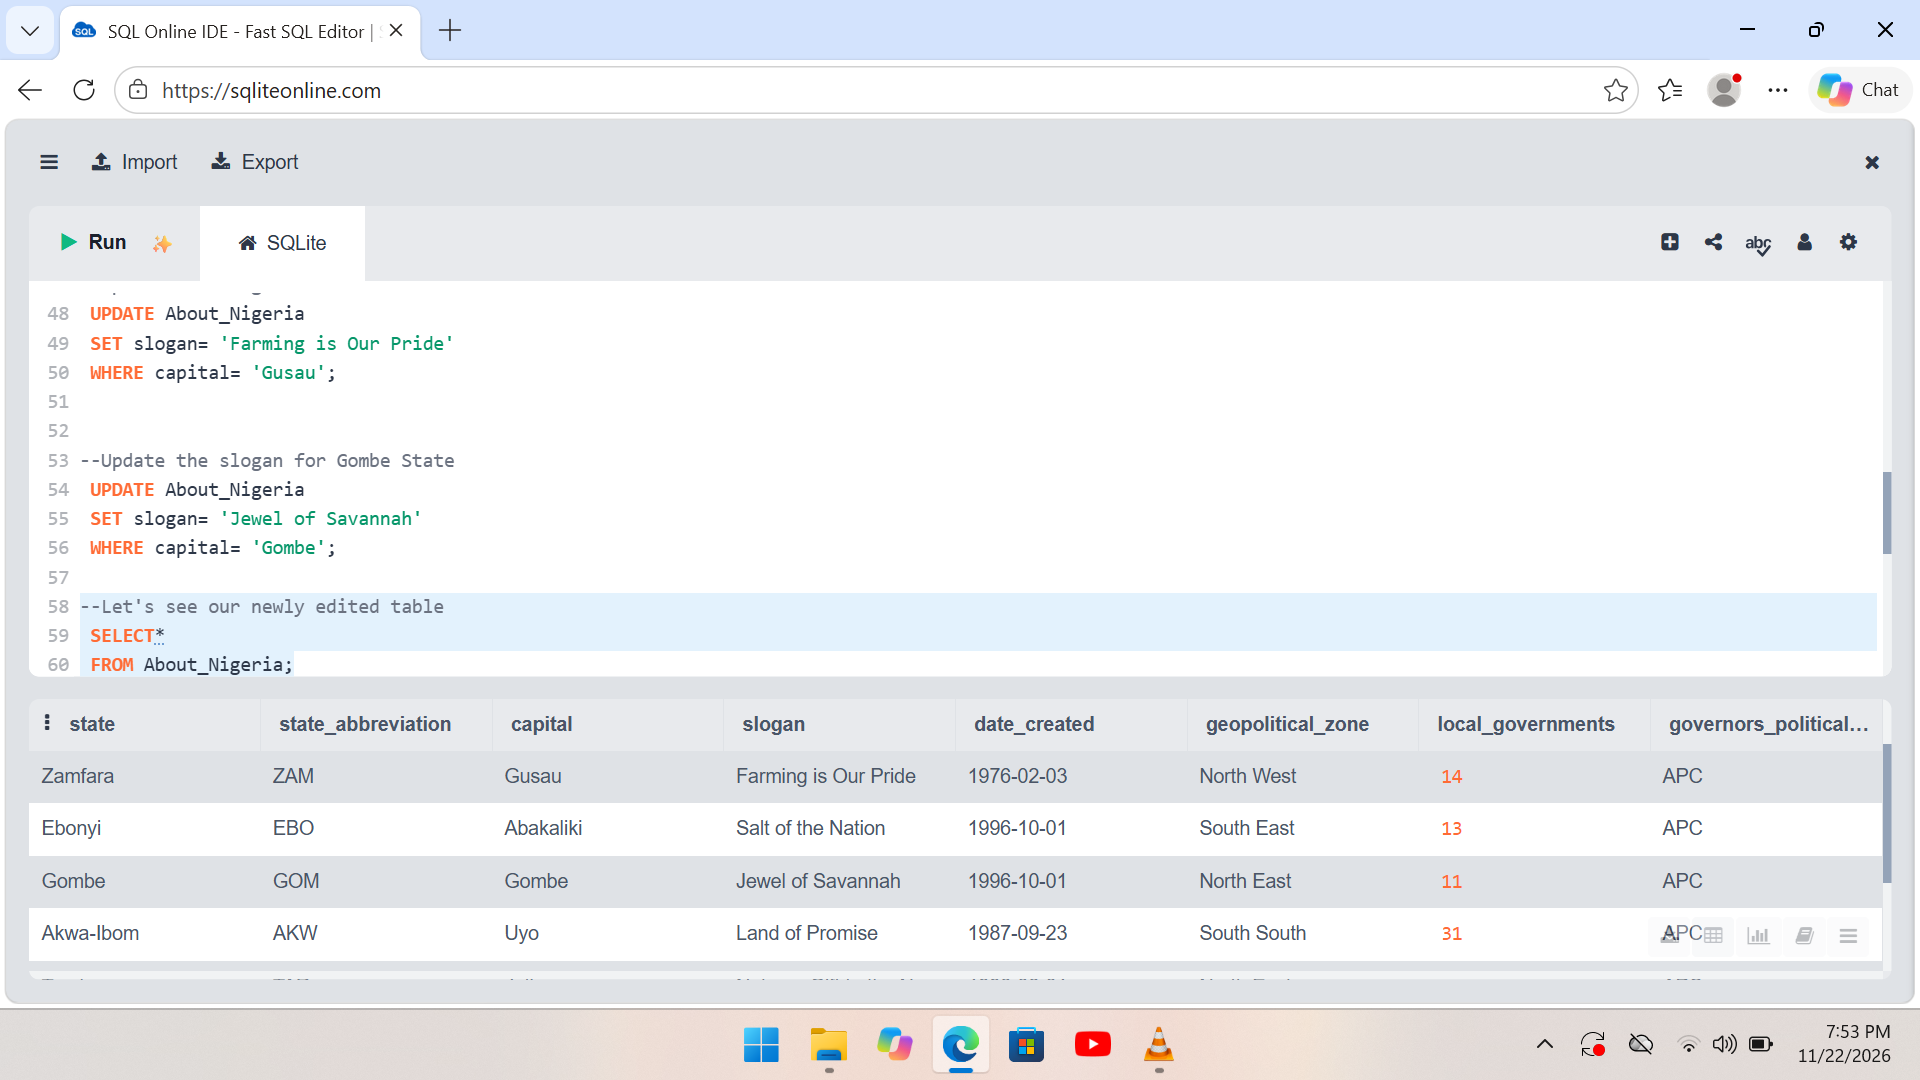 SQL Online IDE - Fast SQL Editor |
https://sqliteonline.com
Chat
Import
Export
Run
SQLite
abc
48 UPDATE About_Nigeria
49 SET slogan= 'Farming is Our Pride'
50 WHERE capital= 'Gusau';
51
52
53 --Update the slogan for Gombe State
54 UPDATE About_Nigeria
55 SET slogan= 'Jewel of Savannah'
56 WHERE capital= 'Gombe';
57
58 --Let's see our newly edited table
59 SELECT*
60 FROM About_Nigeria;
state state_abbreviation capital slogan date_created geopolitical_zone local_governments governors_political...
Zamfara ZAM Gusau Farming is Our Pride 1976-02-03 North West 14 APC
Ebonyi EBO Abakaliki Salt of the Nation 1996-10-01 South East 13 APC
Gombe GOM Gombe Jewel of Savannah 1996-10-01 North East 11 APC
Akwa-Ibom AKW Uyo Land of Promise 1987-09-23 South South 31 APC
7:53 PM
11/22/2026